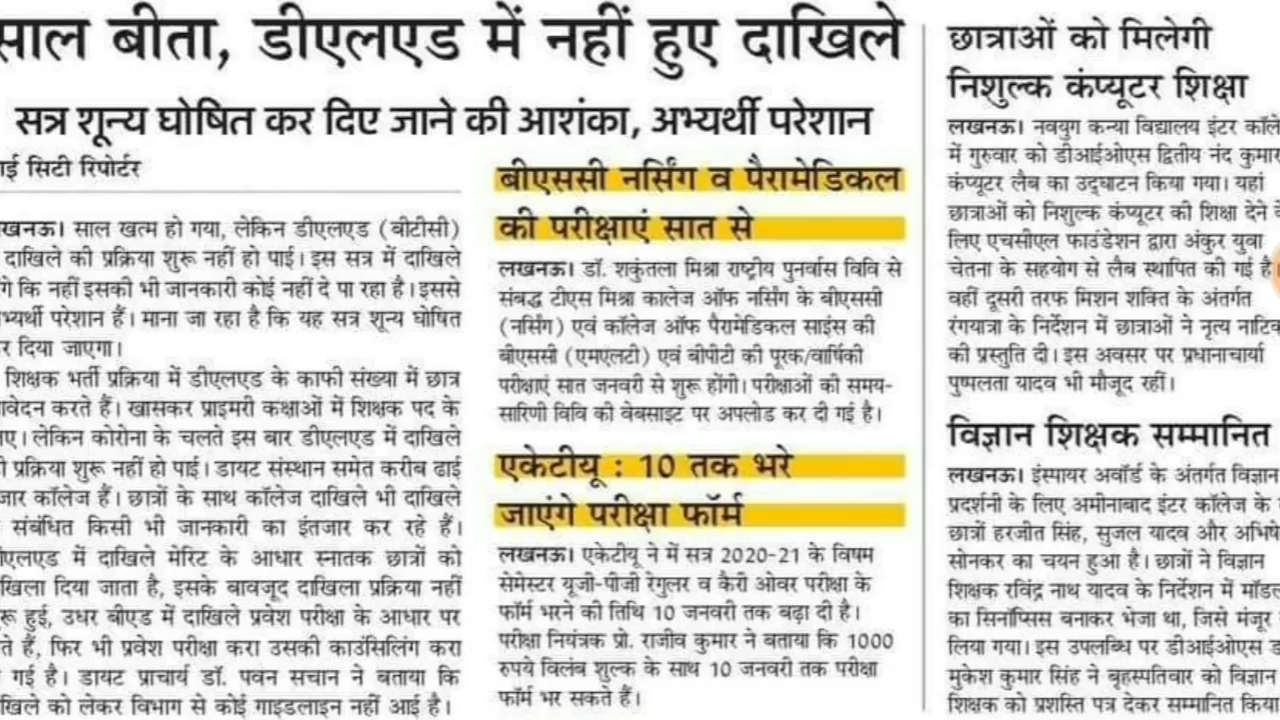 साल बीता, डीएलएड में नहीं हुए दाखिले
सत्र शून्य घोषित कर दिए जाने की आशंका, अभ्यर्थी परेशान
सिटी रिपोर्टर
साल खत्म हो गया, लेकिन डीएलएड (बीटीसी)
दाखिले की प्रक्रिया शुरू नहीं हो पाई। इस सत्र में दाखिले
कि नहीं इसकी भी जानकारी कोई नहीं दे पा रहा है। इससे
परेशान हैं। माना जा रहा है कि यह सत्र शून्य घोषित
दिया जाएगा।
शिक्षक भर्ती प्रक्रिया में डीएलएड के काफी संख्या में छात्र
करते हैं। खासकर प्राइमरी कक्षाओं में शिक्षक पद के
लेकिन कोरोना के चलते इस बार डीएलएड में दाखिले
प्रक्रिया शुरू नहीं हो पाई। डायट संस्थान समेत करीब ढाई
कॉलेज हैं। छात्रों के साथ कॉलेज दाखिले भी दाखिले
संबंधित किसी भी जानकारी का इंतजार कर रहे हैं।
में दाखिले मेरिट के आधार स्नातक छात्रों को
दिया जाता है, इसके बावजूद दाखिला प्रक्रिया नहीं
हुई, उधर बीएड में दाखिले प्रवेश परीक्षा के आधार पर
हैं, फिर भी प्रवेश परीक्षा करा उसकी काउंसिलिंग करा
गई है। डायट प्राचार्य डॉ. पवन सचान ने बताया कि
को लेकर विभाग से कोई गाइडलाइन नहीं आई है।
बीएससी नर्सिंग व पैरामेडिकल
की परीक्षाएं सात से
लखनऊ। डॉ. शकुंतला मिश्रा राष्ट्रीय पुनर्वास विवि से
संबद्ध टीएस मिश्रा कालेज ऑफ नर्सिंग के बीएससी
(नर्सिंग) एवं कॉलेज ऑफ पैरामेडिकल साइंस की
बीएससी (एमएलटी) एवं बीपीटी की पूरक/वार्षिकी
परीक्षाएं सात जनवरी से शुरू होंगी। परीक्षाओं की समय-
सारिणी विवि की वेबसाइट पर अपलोड कर दी गई है।
एकेटीयू : 10 तक भरे
जाएंगे परीक्षा फॉर्म
लखनऊ। एकेटीयू ने में सत्र 2020-21 के विषम
सेमेस्टर यूजी-पीजी रेगुलर व कैरी ओवर परीक्षा के
फॉर्म भरने की तिथि 10 जनवरी तक बढ़ा दी है।
परीक्षा नियंत्रक प्रो. राजीव कुमार ने बताया कि 1000
रुपये विलंब शुल्क के साथ 10 जनवरी तक परीक्षा
फॉर्म भर सकते हैं।
छात्राओं को मिलेगी
निशुल्क कंप्यूटर शिक्षा
लखनऊ। नवयुग कन्या विद्यालय इंटर
में गुरुवार को डीआईओएस द्वितीय नंद कुमार
कंप्यूटर लैब का उद्घाटन किया गया। यहां
छात्राओं को निशुल्क कंप्यूटर की शिक्षा देने
लिए एचसीएल फाउंडेशन द्वारा अंकुर युवा
चेतना के सहयोग से लैब स्थापित की गई है
वहीं दूसरी तरफ मिशन शक्ति के अंतर्गत
रंगयात्रा के निर्देशन में छात्राओं ने नृत्य
की प्रस्तुति दी। इस अवसर पर प्रधानाचार्या
पुष्पलता यादव भी मौजूद रहीं।
विज्ञान शिक्षक सम्मानित
लखनऊ। इंस्पायर अवॉर्ड के अंतर्गत विज्ञान
प्रदर्शनी के लिए अमीनाबाद इंटर कॉलेज के
छात्रों हरजीत सिंह, सुजल यादव और
सोनकर का चयन हुआ है। छात्रों ने विज्ञान
शिक्षक रविंद्र नाथ यादव के निर्देशन में
का सिनॉप्सिस बनाकर भेजा था, जिसे मंजूर
लिया गया। इस उपलब्धि पर डीआईओएस
मुकेश कुमार सिंह ने बृहस्पतिवार को विज्ञान
शिक्षक को प्रशस्ति पत्र देकर सम्मानित किया